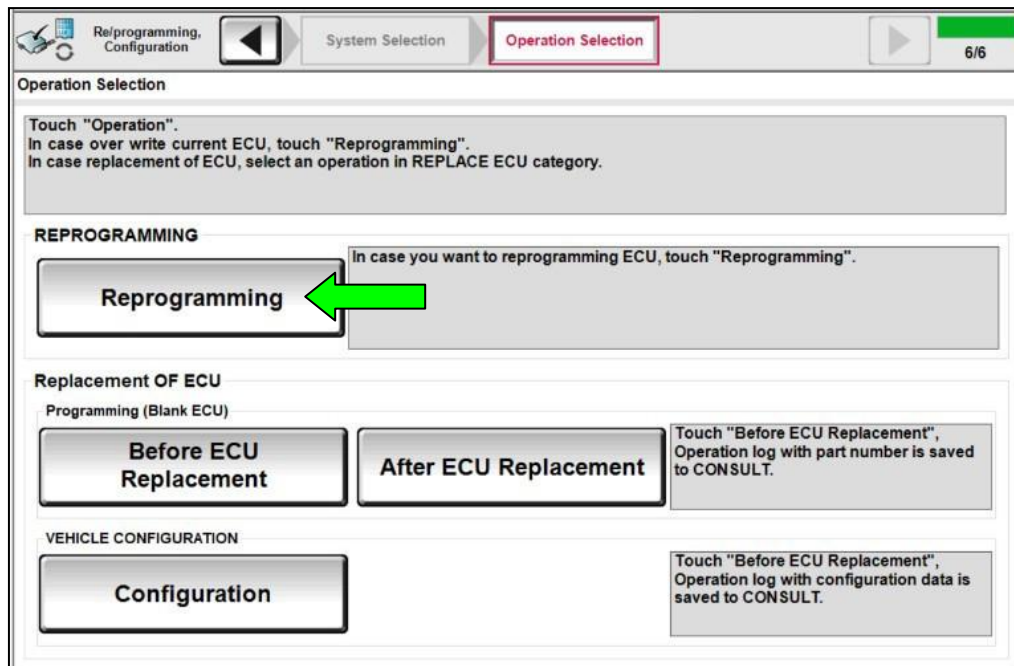 Re/programming,
Configuration
System Selection
Operation Selection
6/6
Operation Selection
Touch "Operation".
In case over write current ECU, touch "Reprogramming".
In case replacement of ECU, select an operation in REPLACE ECU category.
REPROGRAMMING
Reprogramming
In case you want to reprogramming ECU, touch "Reprogramming".
Replacement OF ECU
Programming (Blank ECU)
Before ECU
Replacement
After ECU Replacement
Touch "Before ECU Replacement",
Operation log with part number is saved
to CONSULT.
VEHICLE CONFIGURATION
Configuration
Touch "Before ECU Replacement",
Operation log with configuration data is
saved to CONSULT.